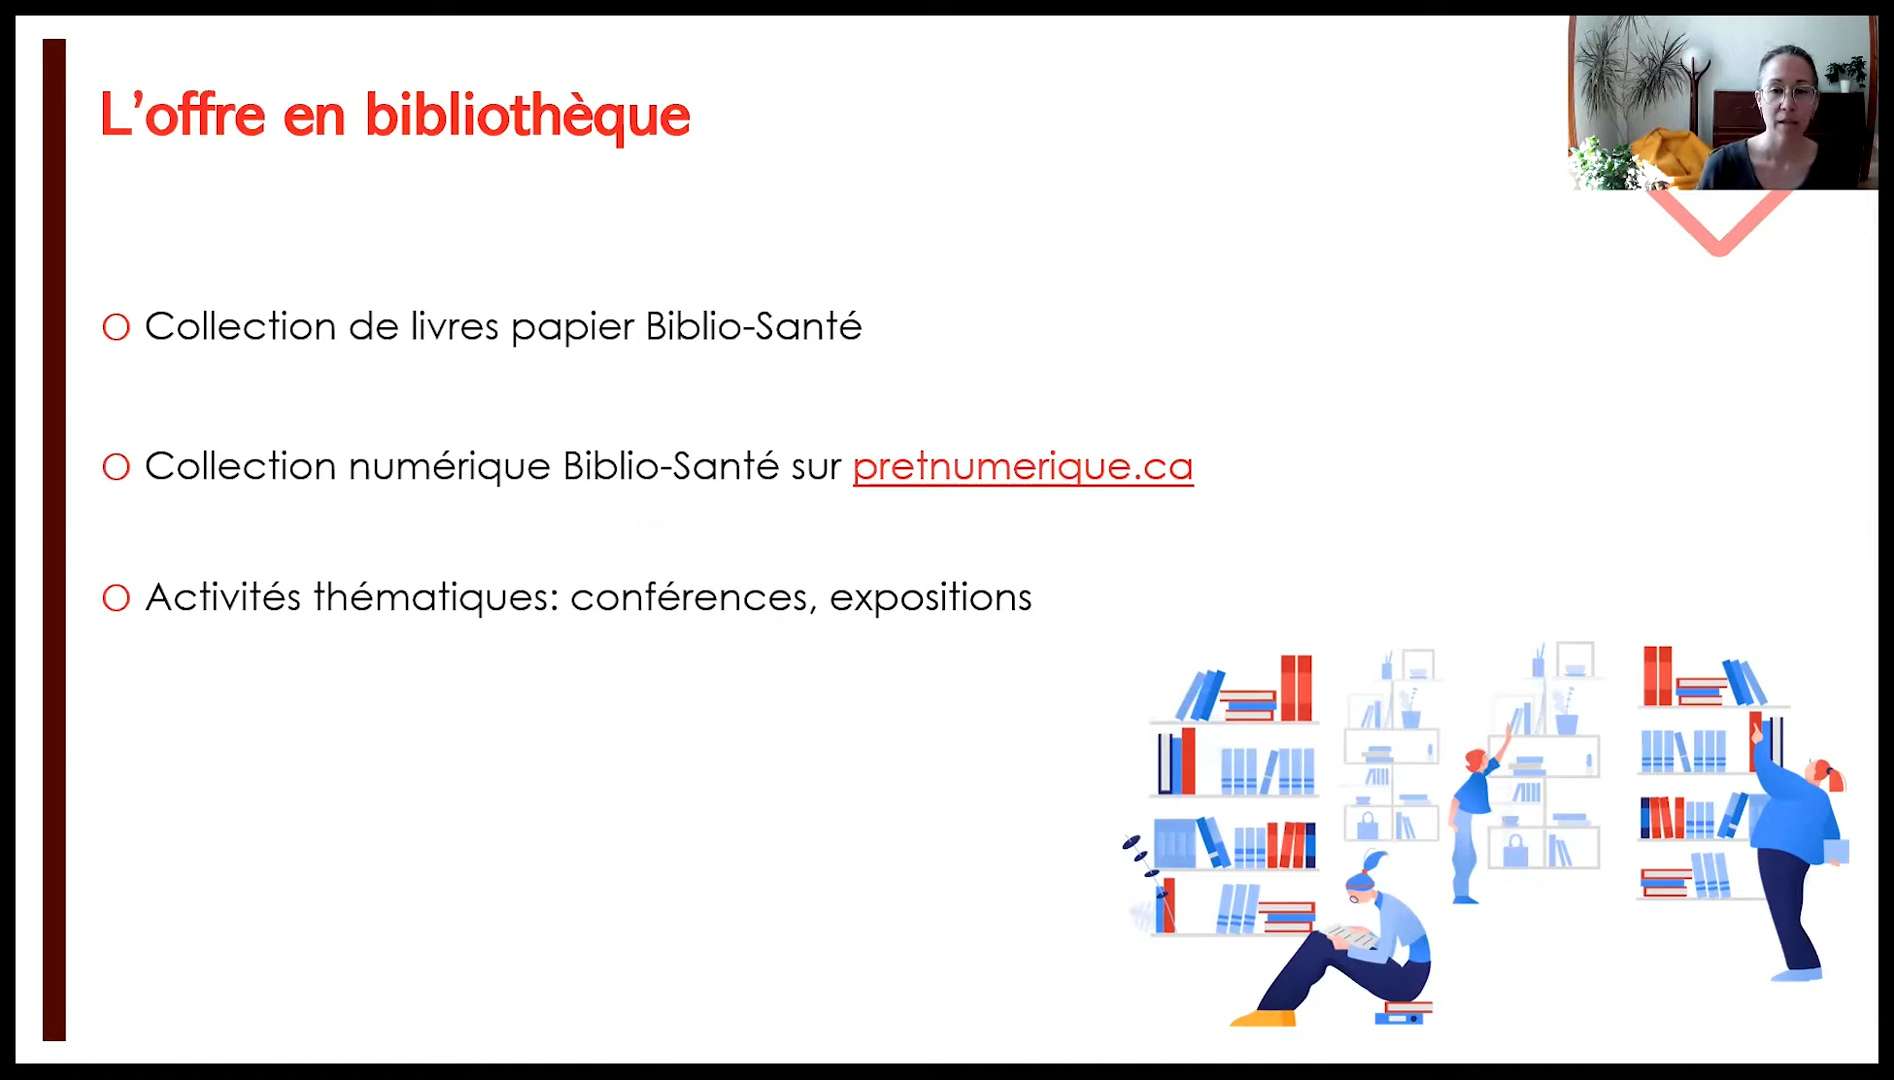 L'offre en bibliothèque
Collection de livres papier Biblio-Santé
Collection numérique Biblio-Santé sur pretnumerique.ca
Activités thématiques: conférences, expositions